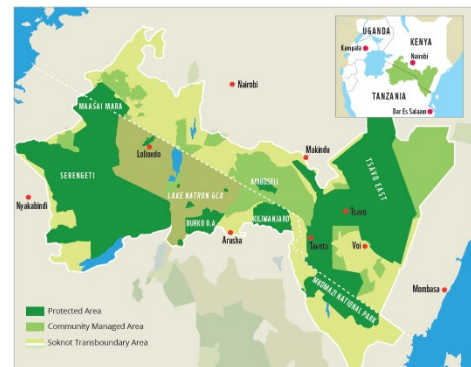 UGANDA
KENYA
Kampala
Nairobi
TANZANIA
Dar Es Salaam
MAASAI MARA
Nairobi
Loliondo
Makindu
SERENGETI
LAKE NATRON GCA
AMBOSELI
TSAVO EAST
Nyakabindi
BURKO O.A
KILIMANJARO
Tsavo
Arusha
Taveta
Voi
MKOMAZI NATIONAL PARK
Mombasa
Protected Area
Community Managed Area
Soknot Transboundary Area